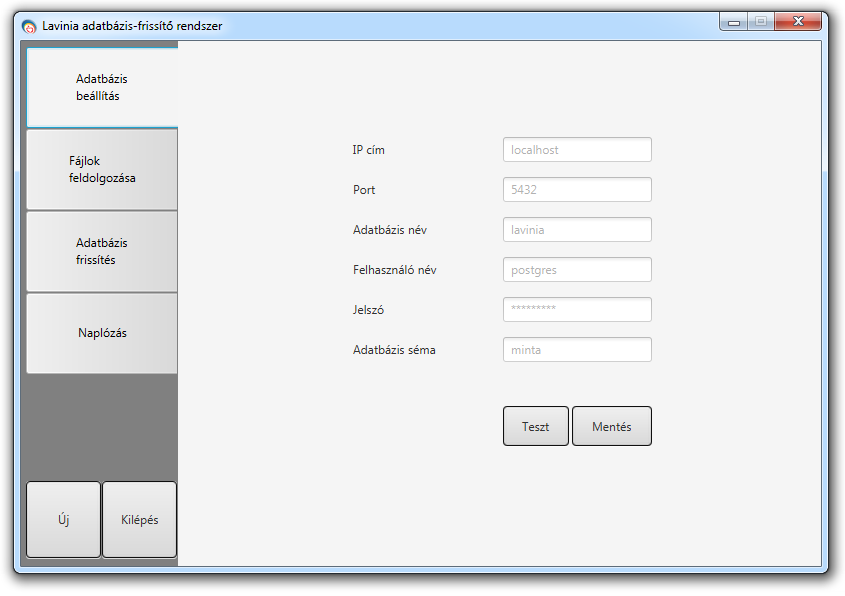 Lavinia adatbázis-frissítő rendszer
Adatbázis
beállítás
Fájlok
feldolgozása
Adatbázis
frissítés
Naplózás
Új
Kilépés
IP cím
localhost
Port
5432
Adatbázis név
lavinia
Felhasználó név
postgres
Jelszó
*********
Adatbázis séma
minta
Teszt
Mentés